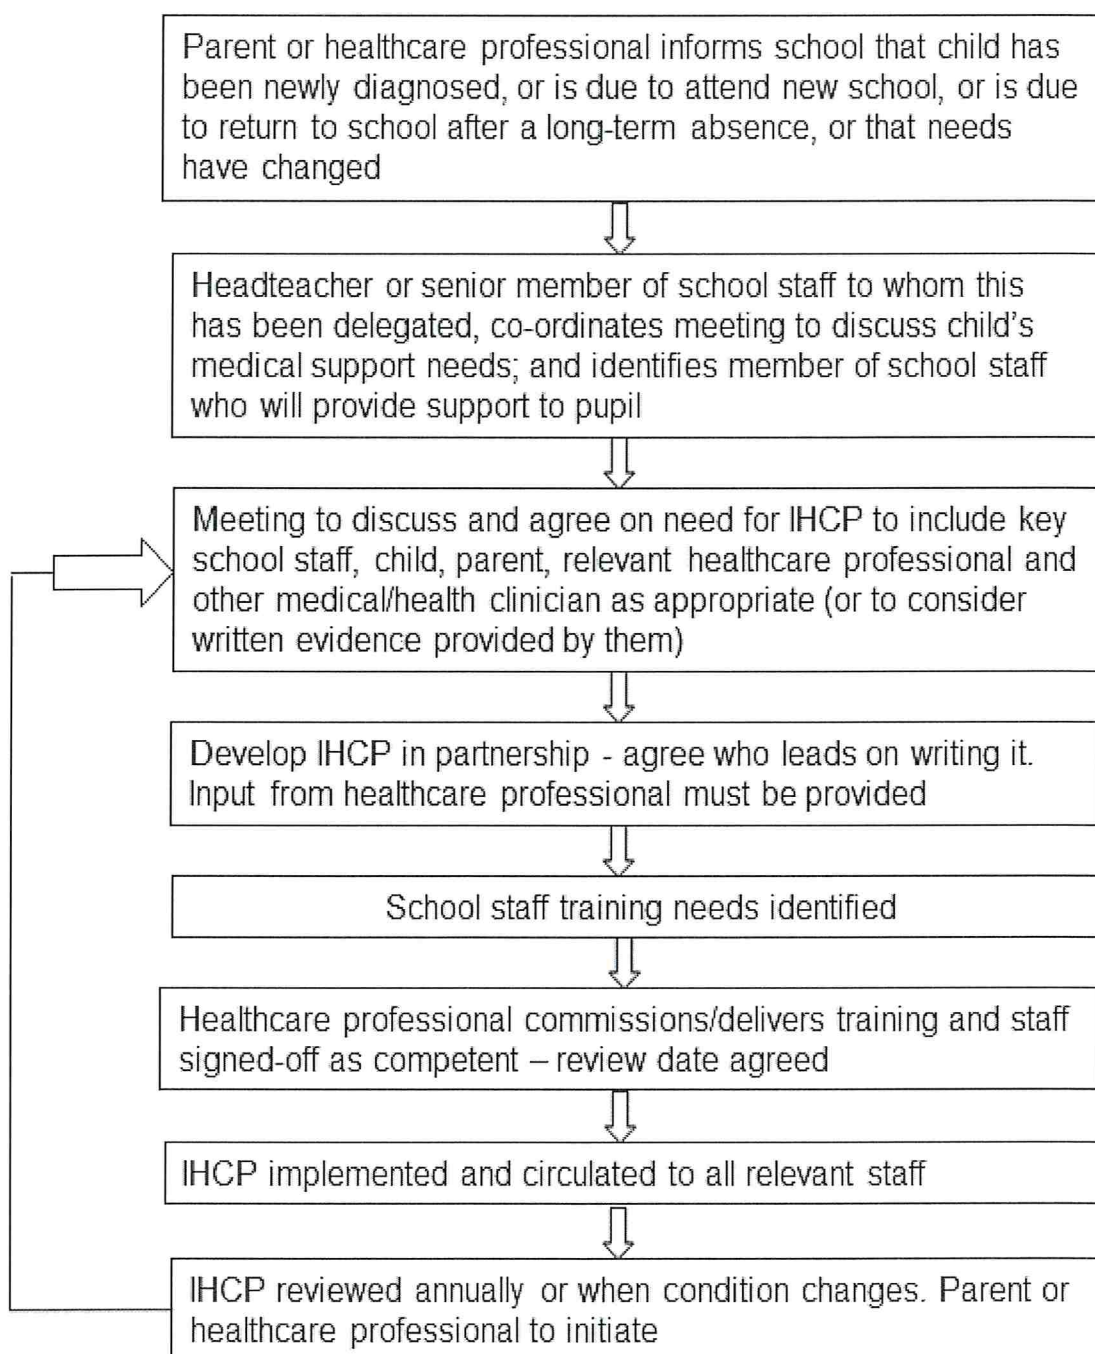 Parent or healthcare professional informs school that child has
been newly diagnosed, or is due to attend new school, or is due
to return to school after a long-term absence, or that needs
have changed
Headteacher or senior member of school staff to whom this
has been delegated, co-ordinates meeting to discuss child's
medical support needs; and identifies member of school staff
who will provide support to pupil
Meeting to discuss and agree on need for IHCP to include key
school staff, child, parent, relevant healthcare professional and
other medical/health clinician as appropriate (or to consider
written evidence provided by them)
Develop IHCP in partnership - agree who leads on writing it.
Input from healthcare professional must be provided
School staff training needs identified
Healthcare professional commissions/delivers training and staff
signed-off as competent – review date agreed
IHCP implemented and circulated to all relevant staff
IHCP reviewed annually or when condition changes. Parent or
healthcare professional to initiate